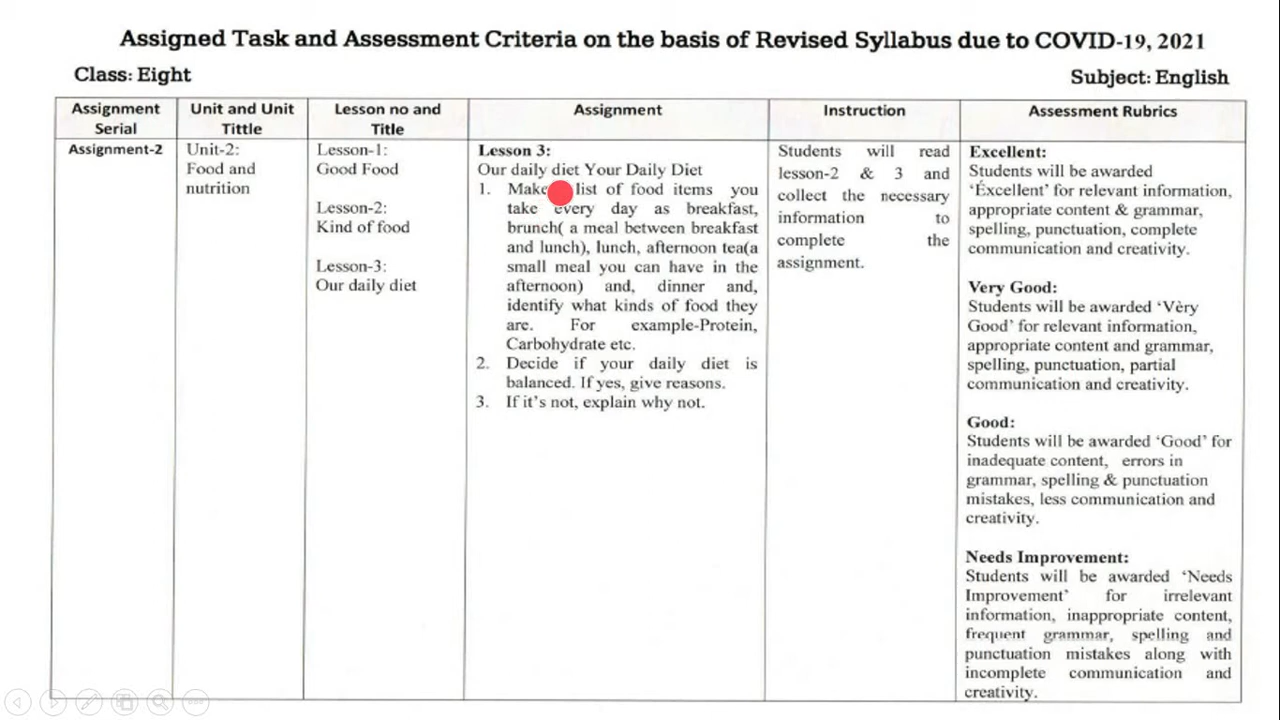 Assigned Task and Assessment Criteria on the basis of Revised Syllabus due to COVID-19, 2021
Class: Eight
Subject: English
Assignment Serial
Unit and Unit Tittle
Lesson no and Title
Assignment
Instruction
Assessment Rubrics
Assignment-2
Unit-2:
Food and
nutrition
Lesson-1:
Good Food
Lesson-2:
Kind of food
Lesson-3:
Our daily diet
Lesson 3:
Our daily diet Your Daily Diet
1. Make list of food items you
take every day as breakfast,
brunch( a meal between breakfast
and lunch), lunch, afternoon tea(a
small meal you can have in the
afternoon) and, dinner and,
identify what kinds of food they
are. For example-Protein,
Carbohydrate etc.
2. Decide if your daily diet is
balanced. If yes, give reasons.
3. If it's not, explain why not.
Students will read
lesson-2 & 3 and
collect the necessary
information to
complete the
assignment.
Excellent:
Students will be awarded
'Éxcellent' for relevant information,
appropriate content & grammar,
spelling, punctuation, complete
communication and creativity.
Very Good:
Students will be awarded 'Vèry
Good' for relevant information,
appropriate content and grammar,
spelling, punctuation, partial
communication and creativity.
Good:
Students will be awarded 'Good' for
inadequate content, errors in
grammar, spelling & punctuation
mistakes, less communication and
creativity.
Needs Improvement:
Students will be awarded 'Needs
Improvement' for irrelevant
information, inappropriate content,
frequent grammar, spelling and
punctuation mistakes along with
incomplete communication and
creativity.